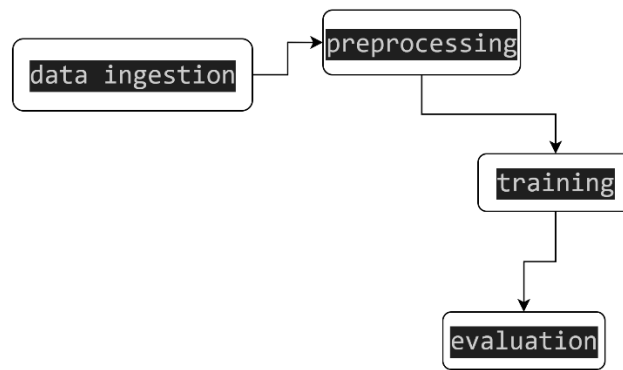 data ingestion
preprocessing
training
evaluation